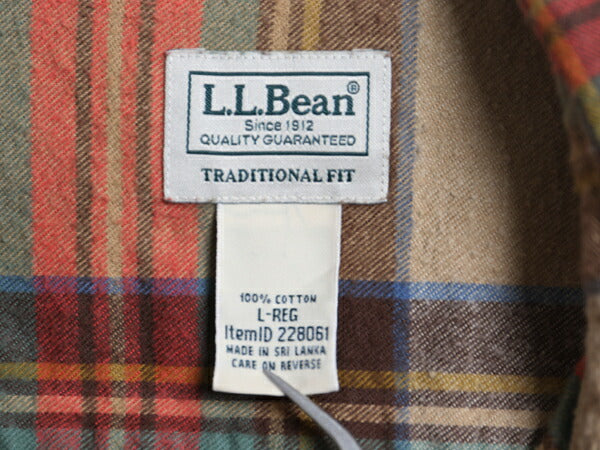 L.L.Bean®
Since 1912
QUALITY GUARANTEED
TRADITIONAL FIT
100% COTTON
L-REG
ItemID 228061
MADE IN SRI LANKA
CARE ON REVERSE